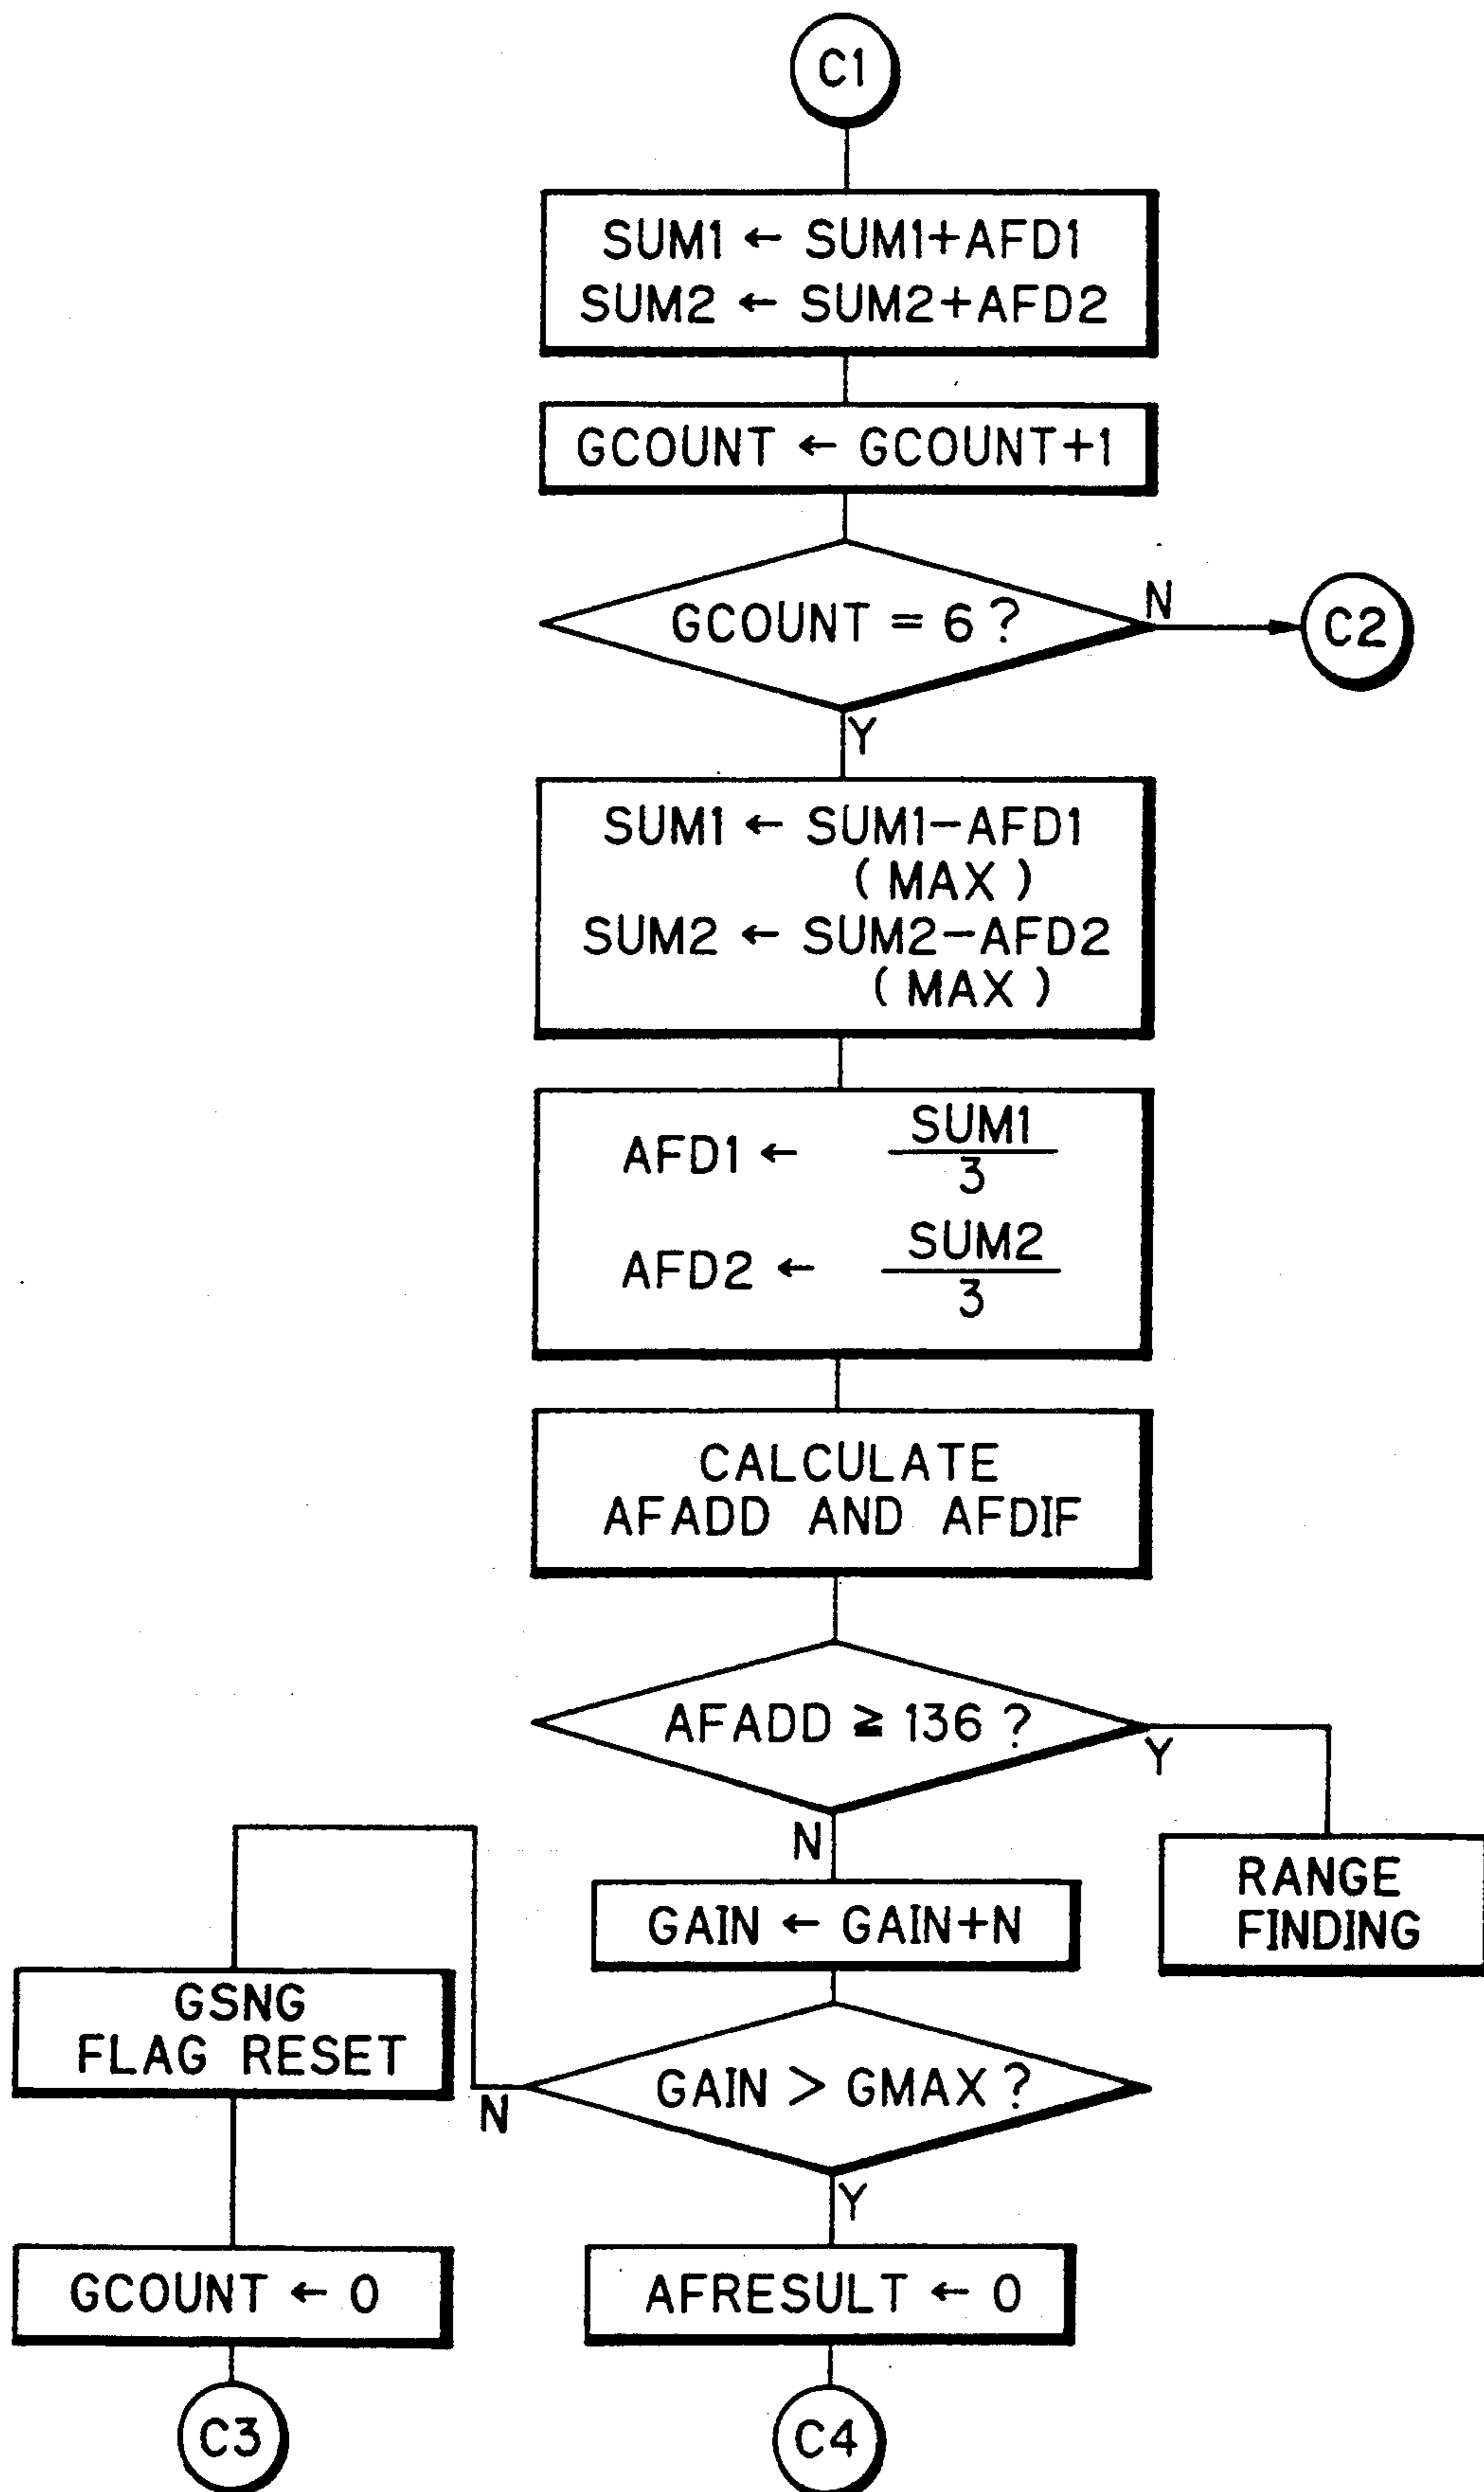 C1
SUM1 ← SUM1+AFD1
SUM2 ← SUM2+AFD2
GCOUNT ← GCOUNT+1
GCOUNT = 6 ?
N
C2
Y
SUM1 ← SUM1-AFD1
( MAX )
SUM2 ← SUM2-AFD2
( MAX )
AFD1 ← SUM1
3
AFD2 ← SUM2
3
CALCULATE
AFADD AND AFDIF
AFADD ≧ 136 ?
Y
N
RANGE
FINDING
GAIN ← GAIN+N
GSNG
FLAG RESET
GAIN > GMAX ?
N
Y
GCOUNT ← 0
AFRESULT ← 0
C3
C4